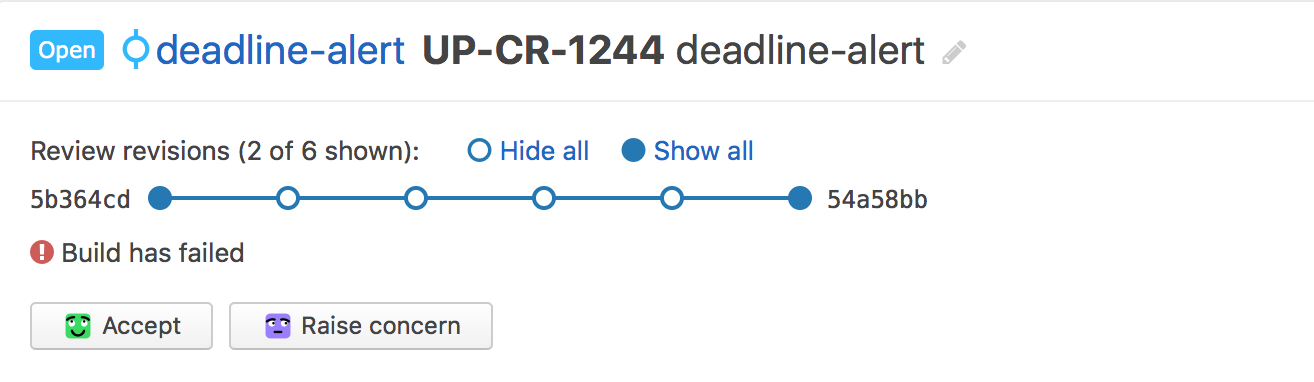 Open deadline-alert UP-CR-1244 deadline-alert
Review revisions (2 of 6 shown): Hide all Show all
5b364cd 54a58bb
Build has failed
Accept Raise concern